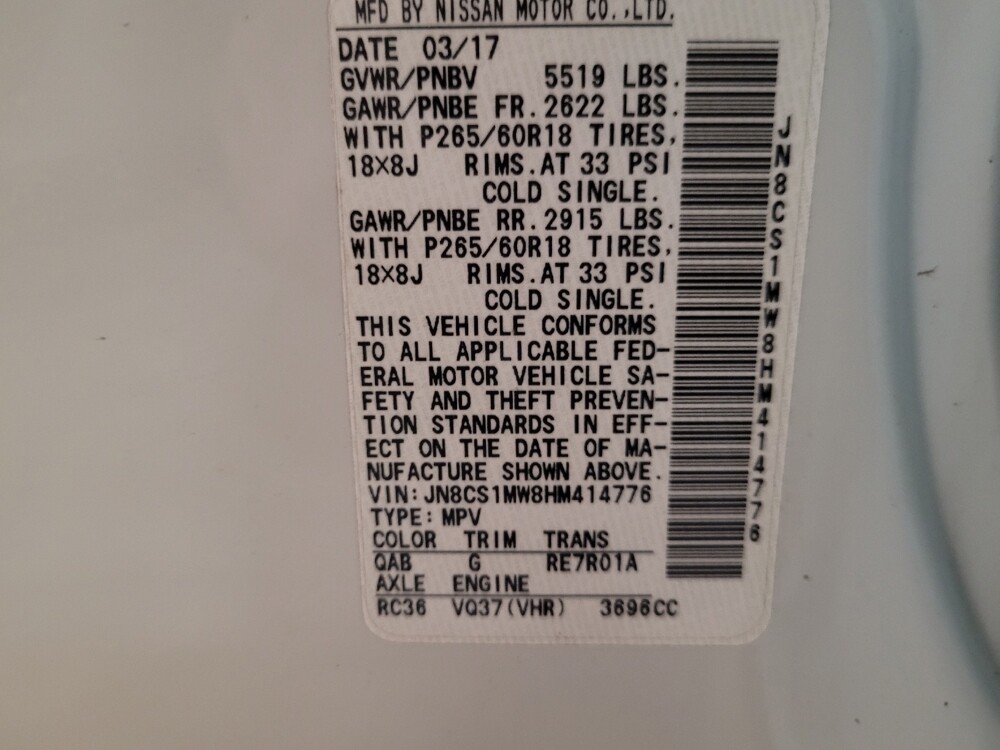 MFD BY NISSAN MOTOR CO.,LTD.
DATE 03/17
GVWR/PNBV 5519 LBS.
GAWR/PNBE FR. 2622 LBS.
WITH P265/60R18 TIRES,
18×8J RIMS.AT 33 PSI
COLD SINGLE.
GAWR/PNBE RR. 2915 LBS.
WITH P265/60R18 TIRES,
18×8J RIMS.AT 33 PSI
COLD SINGLE.
THIS VEHICLE CONFORMS
TO ALL APPLICABLE FED-
ERAL MOTOR VEHICLE SA-
FETY AND THEFT PREVEN-
TION STANDARDS IN EFF-
ECT ON THE DATE OF MA-
NUFACTURE SHOWN ABOVE.
VIN: JN8CS1MW8HM414776
TYPE: MPV
COLOR TRIM TRANS
QAB G RE7R01A
AXLE ENGINE
RC36 VQ37(VHR) 3696CC
JN8CS1MW8HM414776